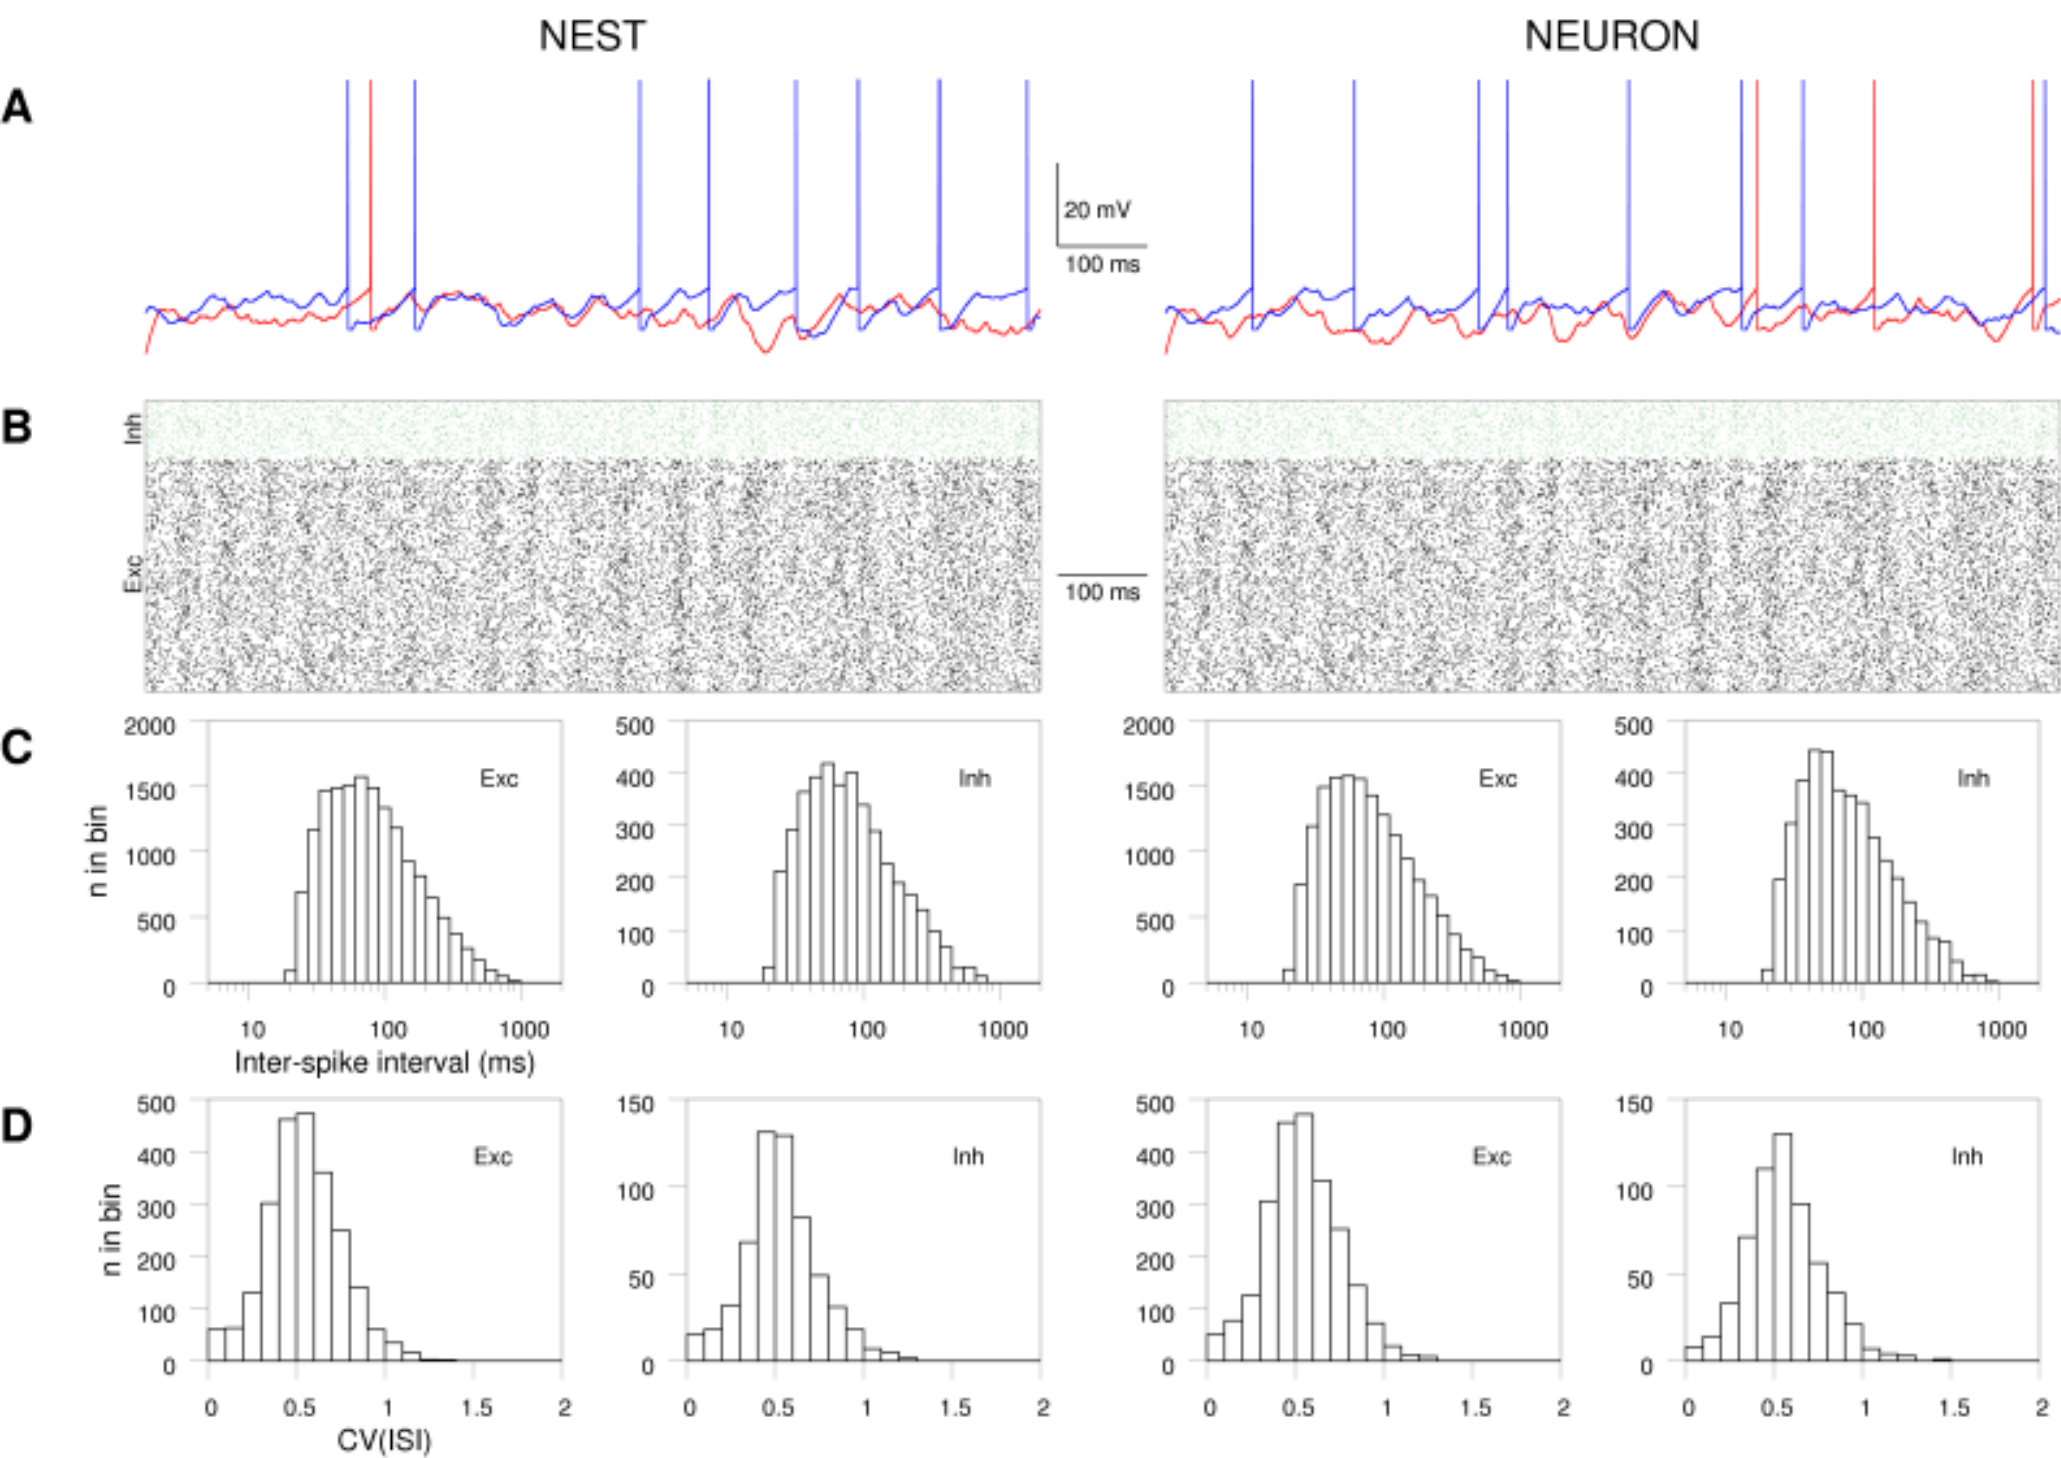 NEST NEURON
A
20 mV
100 ms
B
Inh
Exc
100 ms
C
n in bin
2000 1500 1000 500 0
Exc
10 100 1000
Inter-spike interval (ms)
500 400 300 200 100 0
Inh
10 100 1000
2000 1500 1000 500 0
Exc
10 100 1000
500 400 300 200 100 0
Inh
10 100 1000
D
n in bin
500 400 300 200 100 0
Exc
0 0.5 1 1.5 2
CV(ISI)
150 100 50 0
Inh
0 0.5 1 1.5 2
500 400 300 200 100 0
Exc
0 0.5 1 1.5 2
150 100 50 0
Inh
0 0.5 1 1.5 2